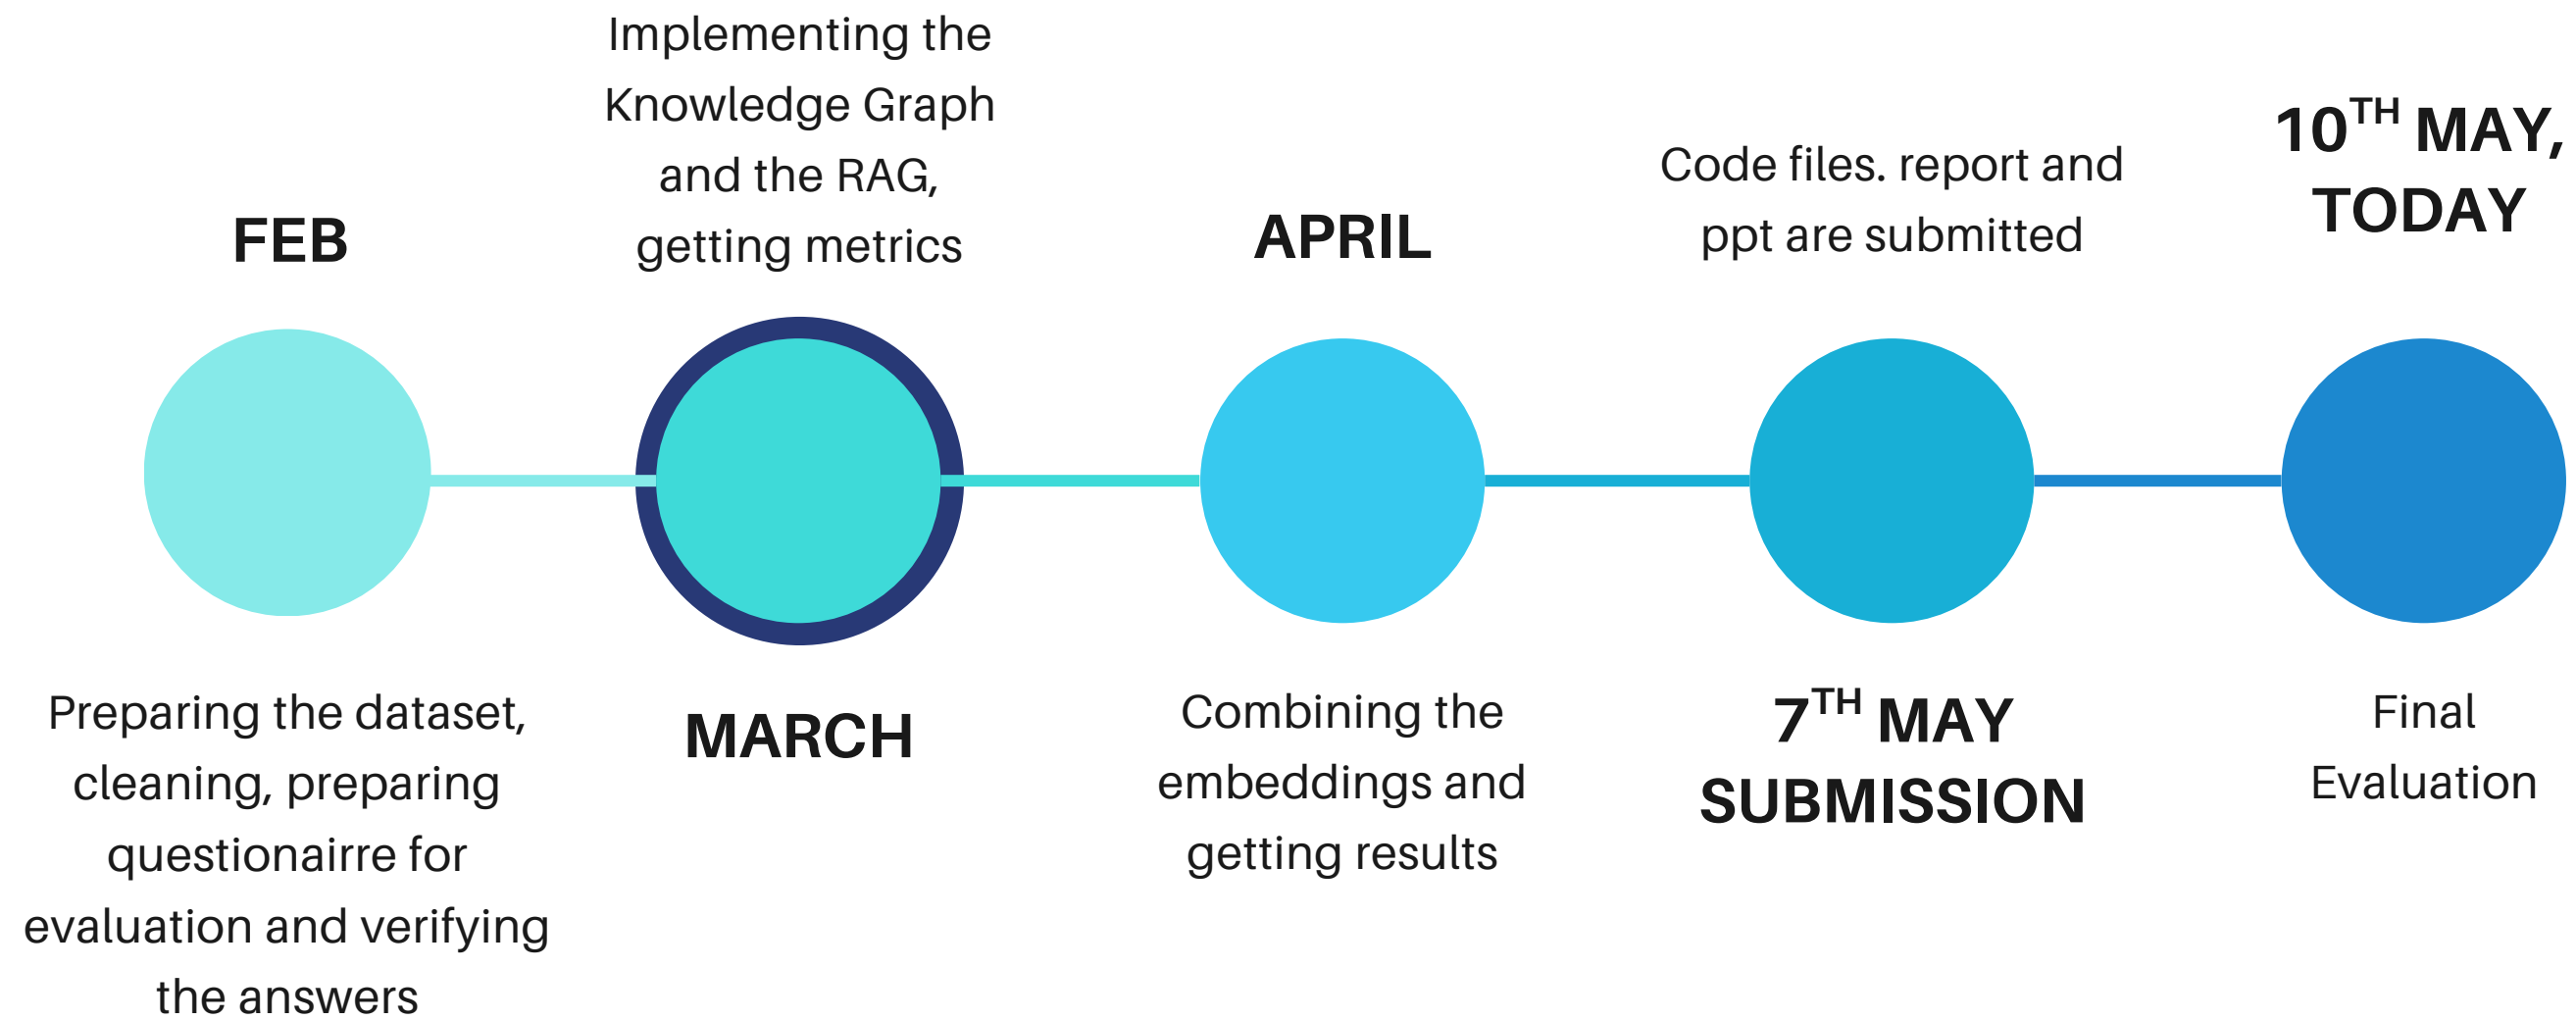 FEB
Preparing the dataset,
cleaning, preparing
questionairre for
evaluation and verifying
the answers
Implementing the
Knowledge Graph
and the RAG,
getting metrics
MARCH
APRIL
Combining the
embeddings and
getting results
Code files. report and
ppt are submitted
7TH MAY
SUBMISSION
10TH MAY,
TODAY
Final
Evaluation